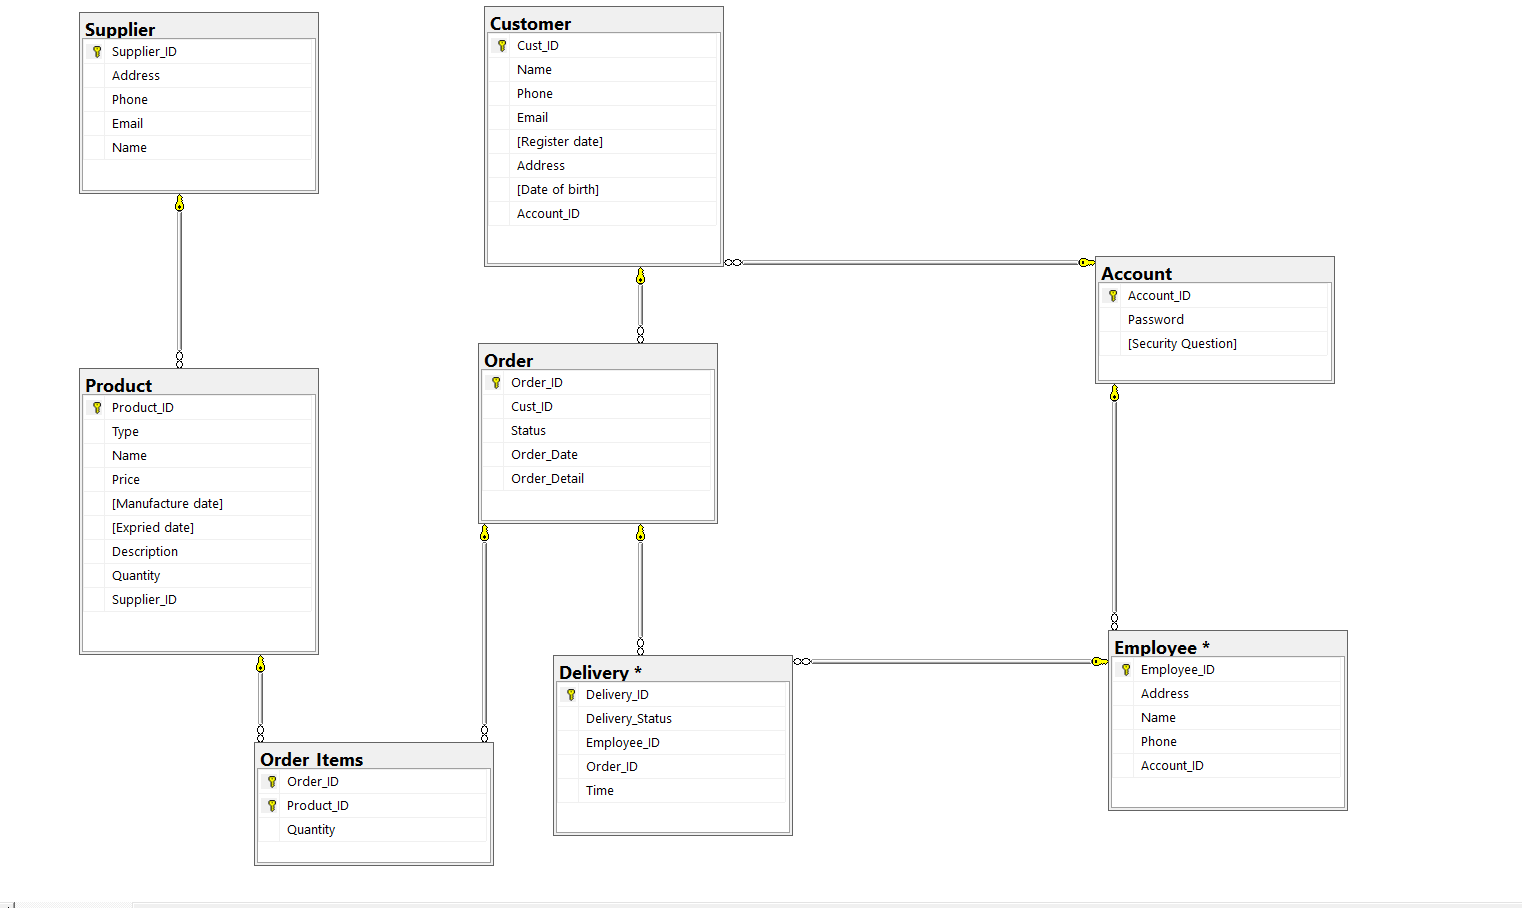 Supplier
Supplier_ID
Address
Phone
Email
Name
Customer
Cust_ID
Name
Phone
Email
[Register date]
Address
[Date of birth]
Account_ID
Account
Account_ID
Password
[Security Question]
Order
Order_ID
Cust_ID
Status
Order_Date
Order_Detail
Product
Product_ID
Type
Name
Price
[Manufacture date]
[Expried date]
Description
Quantity
Supplier_ID
Employee *
Employee_ID
Address
Name
Phone
Account_ID
Delivery *
Delivery_ID
Delivery_Status
Employee_ID
Order_ID
Time
Order_Items
Order_ID
Product_ID
Quantity